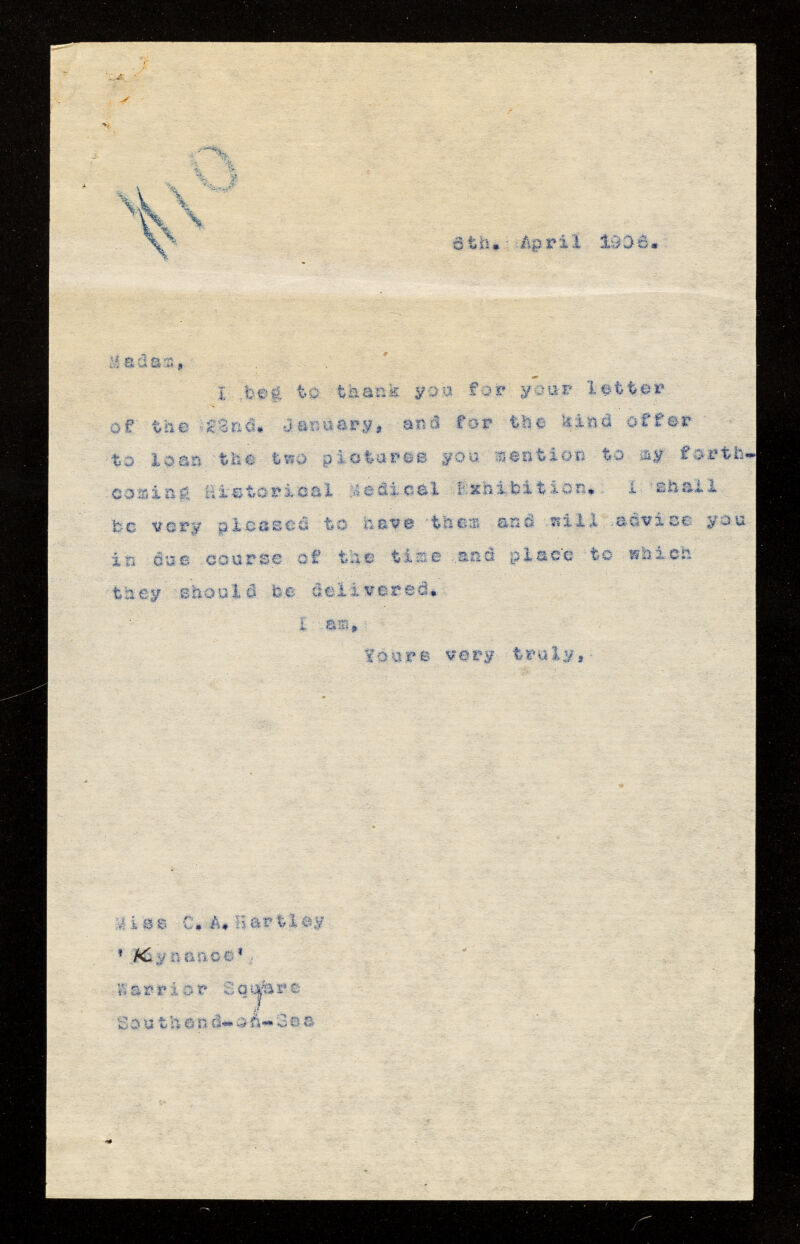 N10
6th. April 1906.
Madam,
I beg to thank you for your letter
of the 22nd. January, and for the kind offer
to loan the two pictures you mention to my forth-
coming Historical Medical Exhibition. I shall
be very pleased to have them and will advise you
in due course of the time and place to which
they should be delivered.
I am,
Yours very truly,
Miss C. A. Hartley
'Kynance'
Warrior Square
Southend-on-Sea